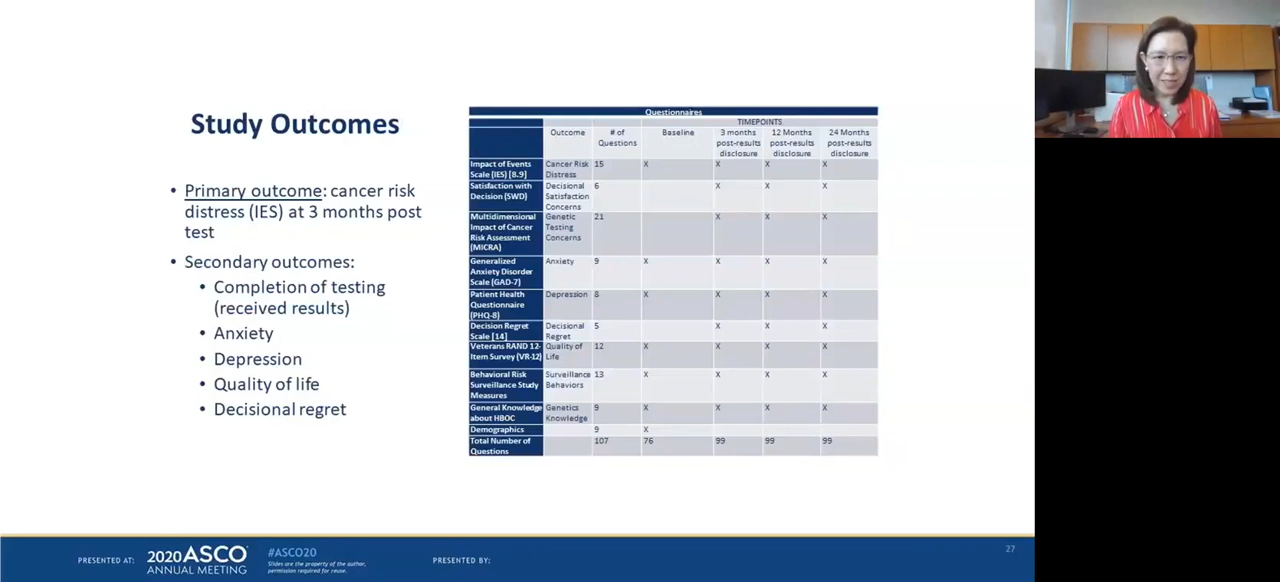 Study Outcomes
• Primary outcome: cancer risk
distress (IES) at 3 months post
test
• Secondary outcomes:
• Completion of testing
(received results)
• Anxiety
• Depression
• Quality of life
• Decisional regret
Questionnaires
TIMEPOINTS
Outcome # of Questions Baseline 3 months post-results disclosure 12 Months post-results disclosure 24 Months post-results disclosure
Impact of Events Scale (IES) [8.9] Cancer Risk Distress 15 X X X X
Satisfaction with Decision (SWD) Decisional Satisfaction Concerns 6 X X X
Multidimensional Impact of Cancer Risk Assessment (MICRA) Genetic Testing Concerns 21 X X X
Generalized Anxiety Disorder Scale (GAD-7) Anxiety 9 X X X X
Patient Health Questionnaire (PHQ-8) Depression 8 X X X X
Decision Regret Scale [14] Decisional Regret 5 X X X
Veterans RAND 12-Item Survey (VR-12) Quality of Life 12 X X X X
Behavioral Risk Surveillance Study Measures Surveillance Behaviors 13 X X X X
General Knowledge about HBOC Genetics Knowledge 9 X X X X
Demographics 9 X
Total Number of Questions 107 76 99 99 99
PRESENTED AT:
2020 ASCO
ANNUAL MEETING
#ASCO20
Slides are the property of the author,
permission required for reuse.
PRESENTED BY:
27